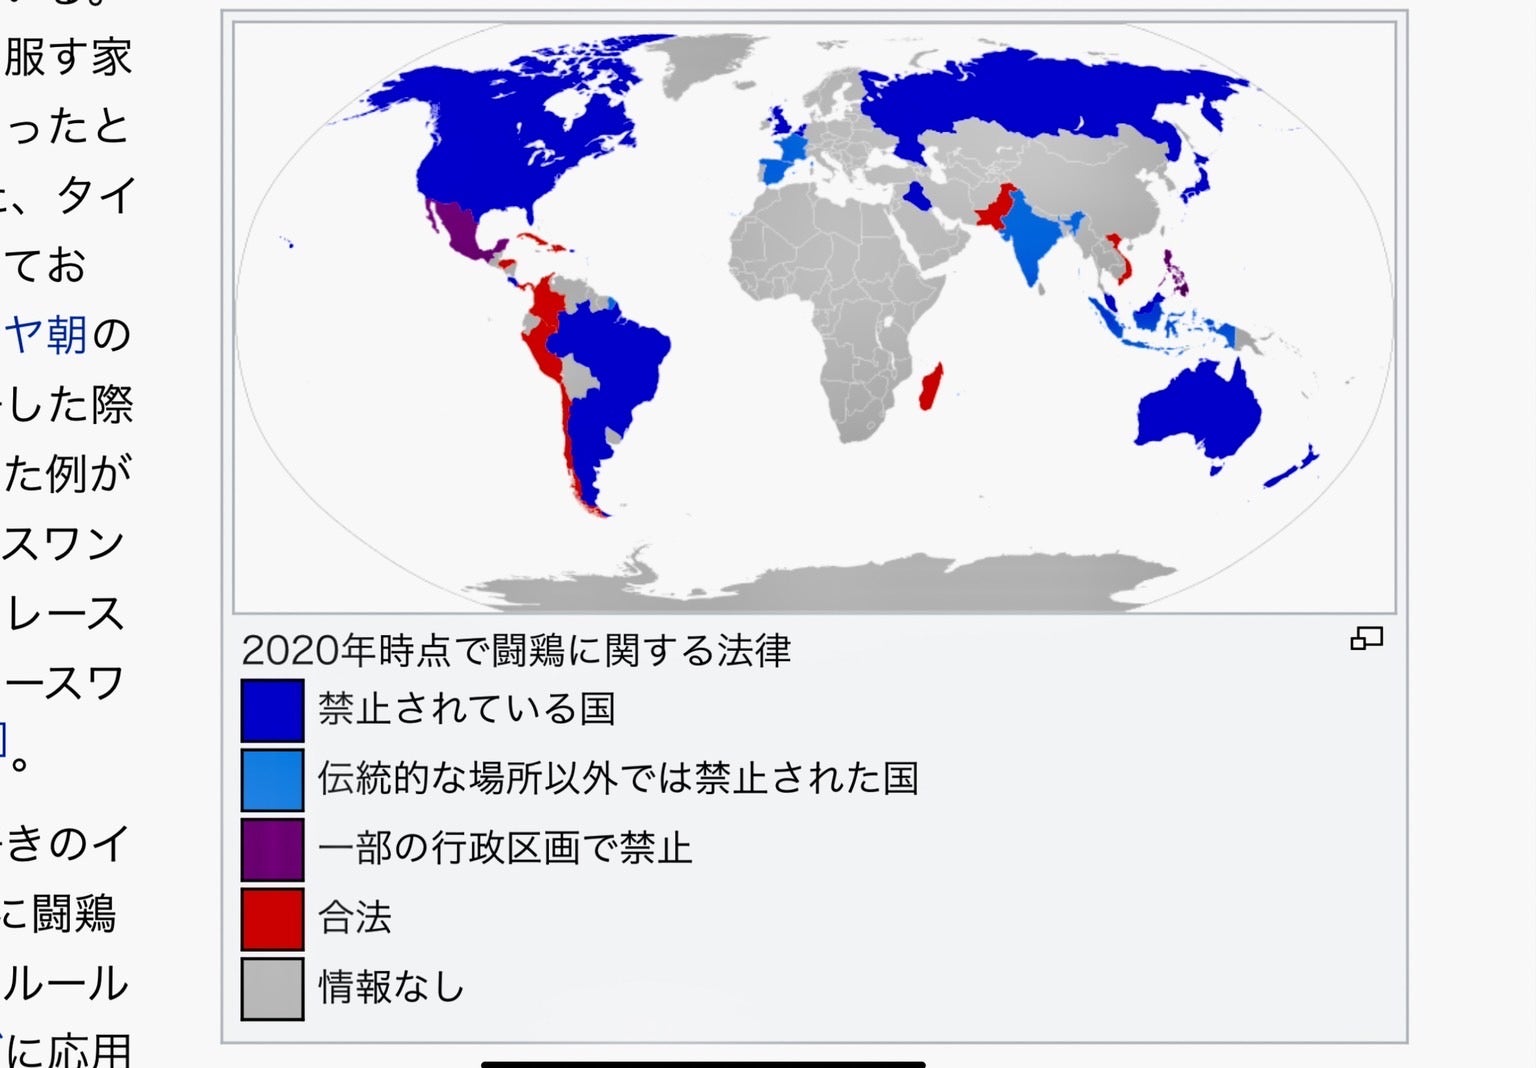 服す家
ったと
、タイ
てお
ヤ朝の
した際
た例が
スワン
レース
ースワ
]。
きのイ
に闘鶏
ルール
に応用
2020年時点で闘鶏に関する法律
禁止されている国
伝統的な場所以外では禁止された国
一部の行政区画で禁止
合法
情報なし